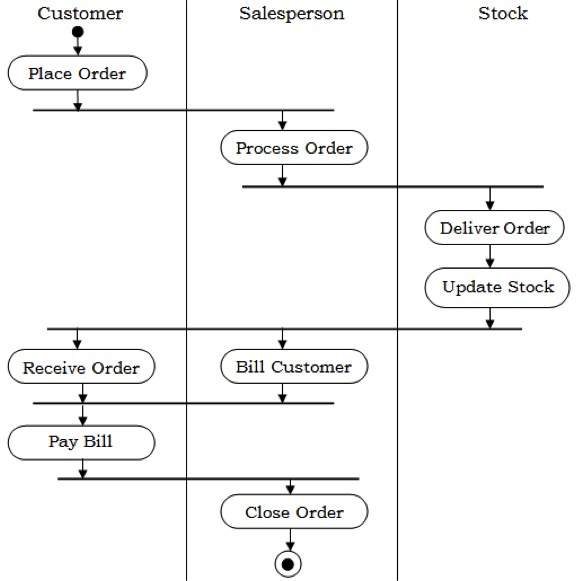 Customer
Salesperson
Stock
Place Order
Process Order
Deliver Order
Update Stock
Receive Order
Bill Customer
Pay Bill
Close Order